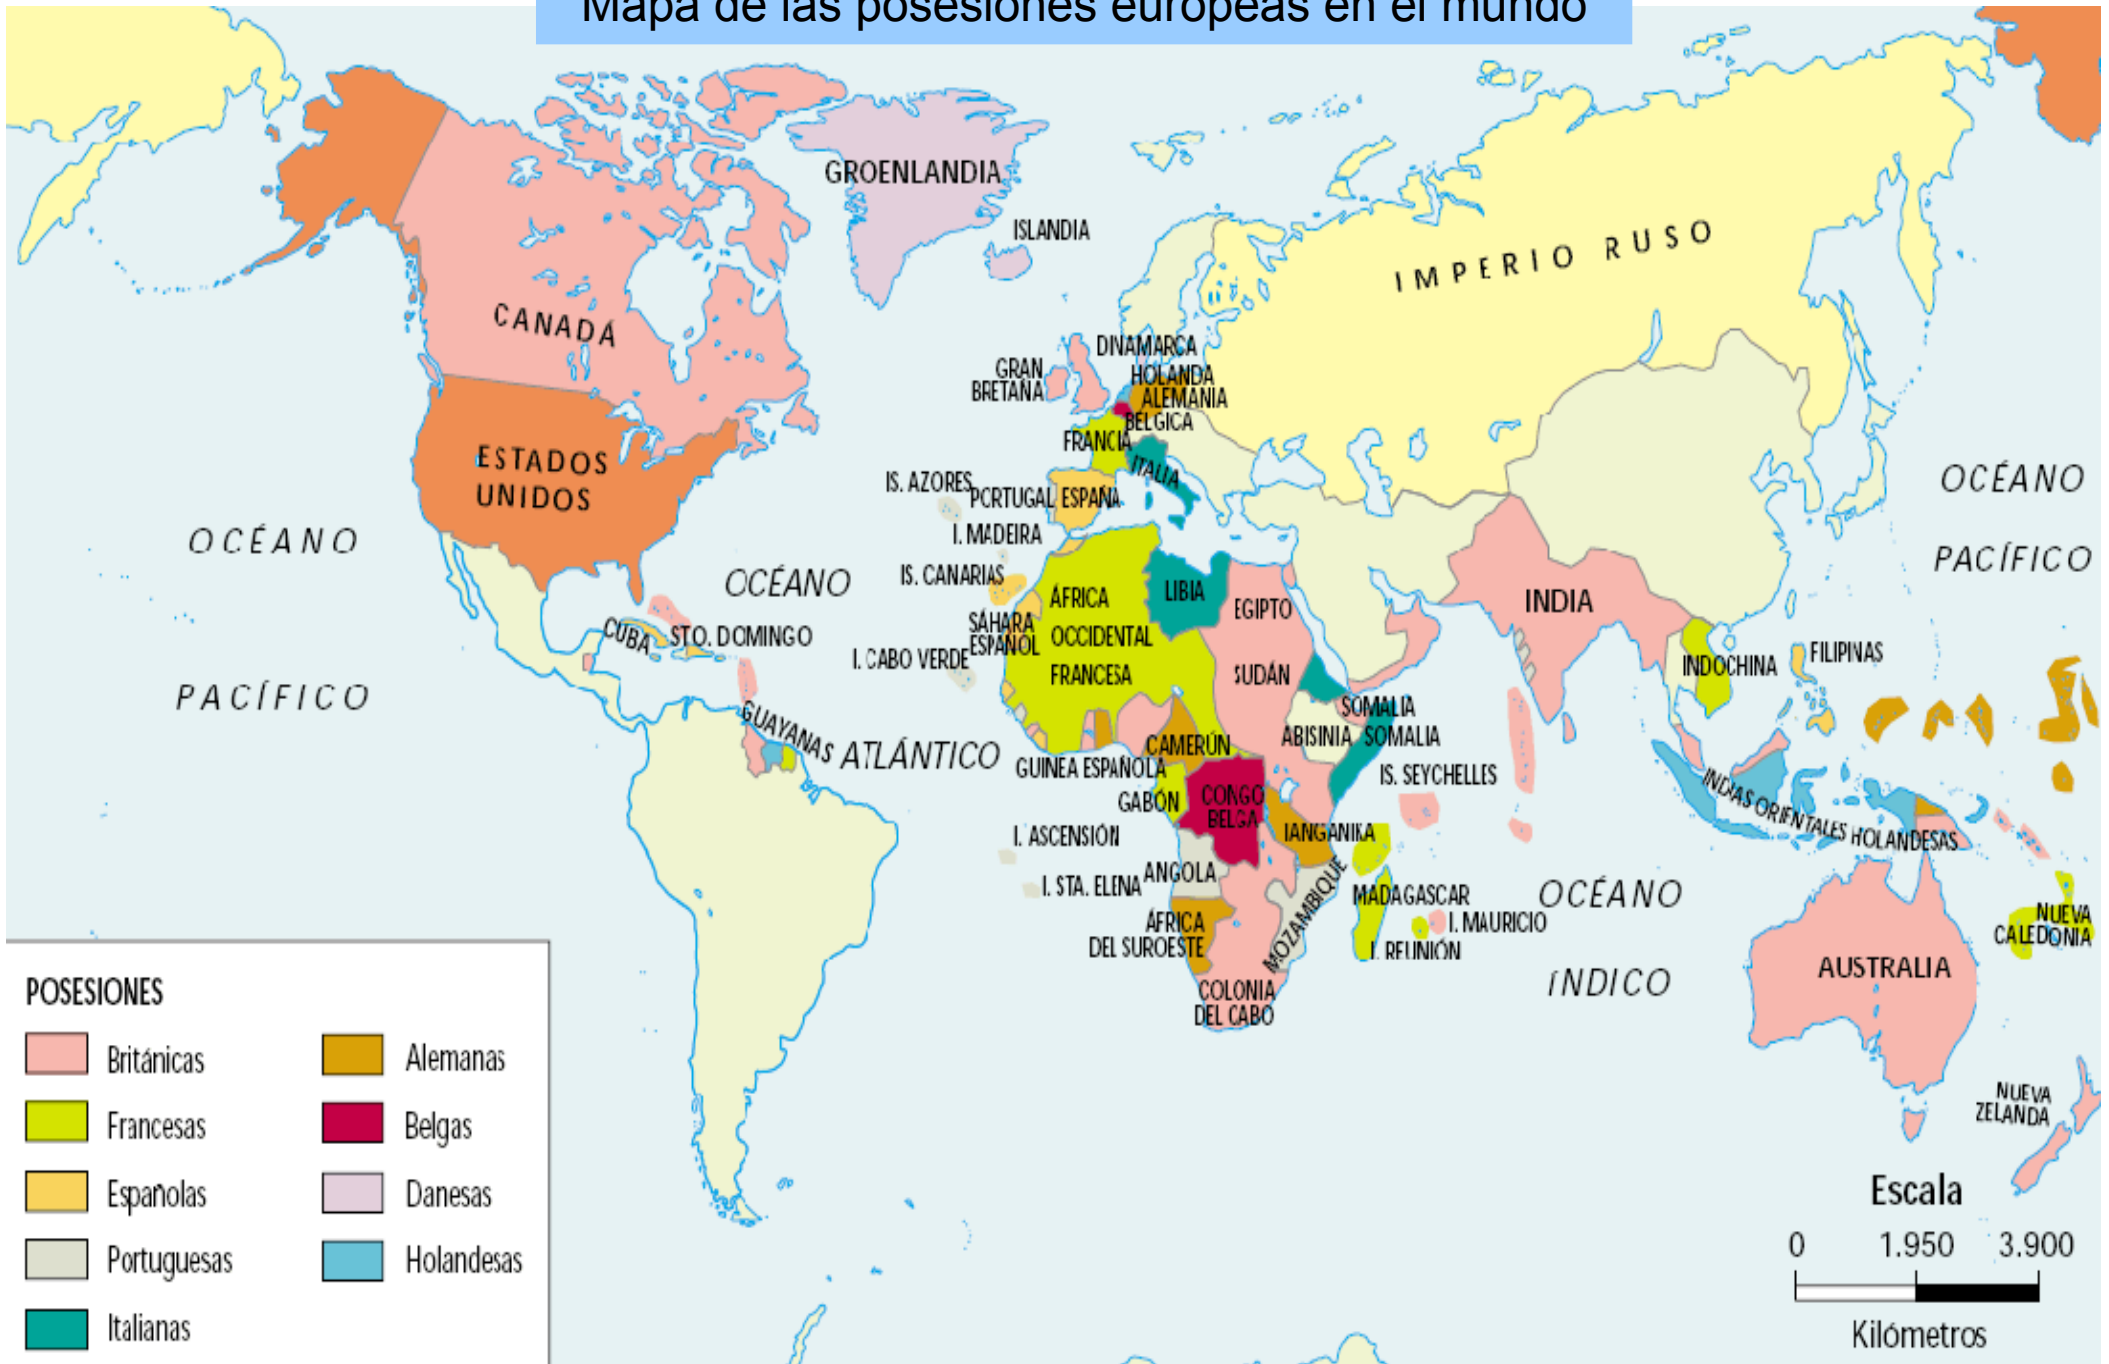 Mapa de las posesiones europeas en el mundo
GROENLANDIA
ISLANDIA
IMPERIO RUSO
CANADÁ
DINAMARCA
GRAN
BRETAÑA
HOLANDA
ALEMANIA
BÉLGICA
FRANCIA
ITALIA
ESTADOS
UNIDOS
IS. AZORES
PORTUGAL
ESPAÑA
I. MADEIRA
OCÉANO
PACÍFICO
OCÉANO
ATLÁNTICO
OCÉANO
PACÍFICO
IS. CANARIAS
ÁFRICA
OCCIDENTAL
FRANCESA
LIBIA
EGIPTO
INDIA
SÁHARA
ESPAÑOL
CUBA
STO. DOMINGO
I. CABO VERDE
SUDÁN
INDOCHINA
FILIPINAS
GUAYANAS
SOMALIA
ABISINIA
SOMALIA
CAMERÚN
GUINEA ESPAÑOLA
IS. SEYCHELLES
GABÓN
CONGO
BELGA
INDIAS ORIENTALES HOLANDESAS
TANGANIKA
I. ASCENSIÓN
ANGOLA
I. STA. ELENA
MOZAMBIQUE
MADAGASCAR
OCÉANO
ÍNDICO
ÁFRICA
DEL SUROESTE
I. MAURICIO
I. REUNIÓN
NUEVA
CALEDONIA
AUSTRALIA
COLONIA
DEL CABO
NUEVA
ZELANDA
POSESIONES
Británicas
Francesas
Españolas
Portuguesas
Italianas
Alemanas
Belgas
Danesas
Holandesas
Escala
0 1.950 3.900
Kilómetros